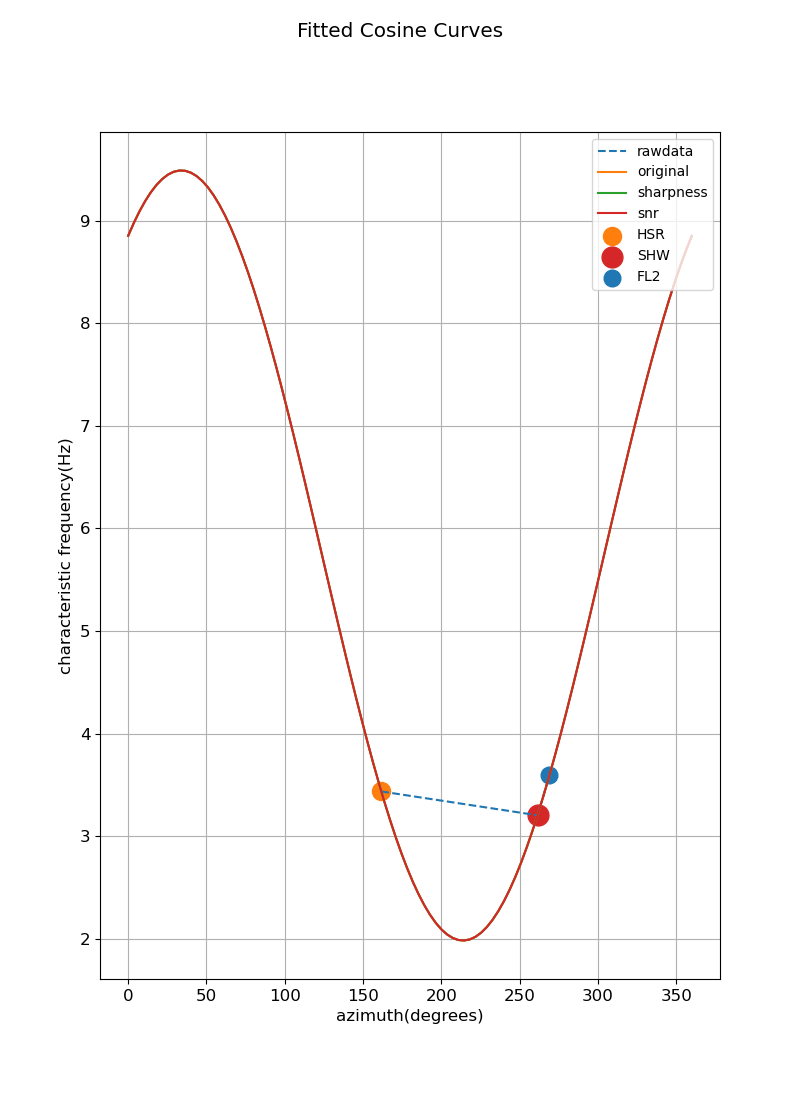 Fitted Cosine Curves
rawdata
original
sharpness
snr
HSR
SHW
FL2
characteristic frequency(Hz)
9
8
7
6
5
4
3
2
0 50 100 150 200 250 300 350
azimuth(degrees)